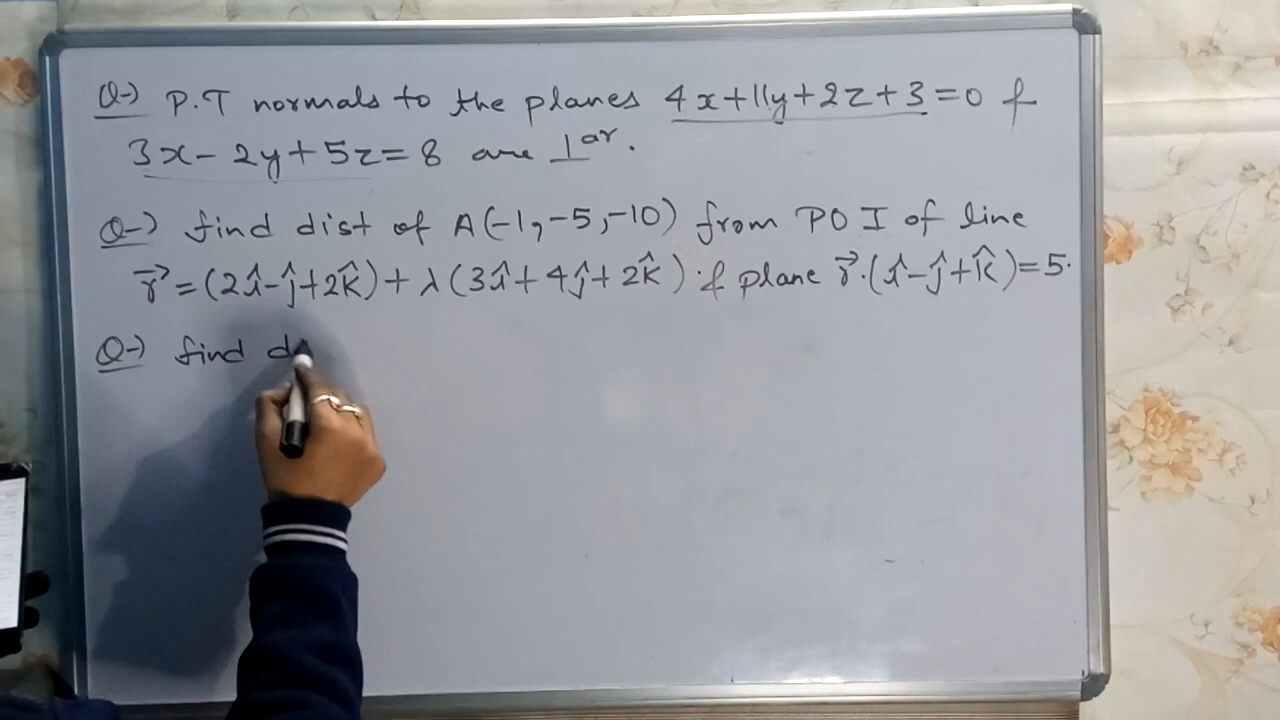 Q-) P.T normals to the planes 4x+11y+2z+3=0 &
3x-2y+5z=8 are ⊥ar.
Q-) find dist of A(-1,-5,-10) from POI of line
r⃗=(2î-ĵ+2k̂)+λ(3î+4ĵ+2k̂) & plane r⃗.(î-ĵ+k̂)=5.
Q-) find